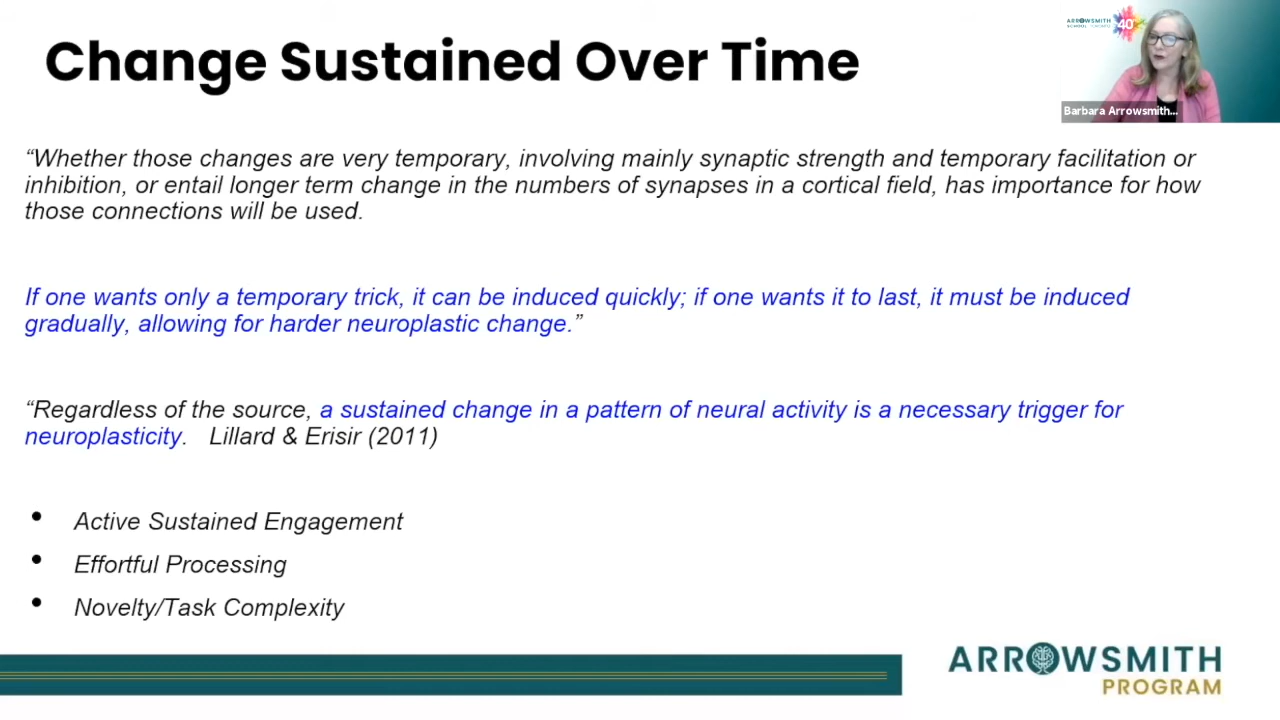 Change Sustained Over Time
ARROWSMITH
40
Barbara Arrowsmith...
“Whether those changes are very temporary, involving mainly synaptic strength and temporary facilitation or
inhibition, or entail longer term change in the numbers of synapses in a cortical field, has importance for how
those connections will be used.
If one wants only a temporary trick, it can be induced quickly; if one wants it to last, it must be induced
gradually, allowing for harder neuroplastic change.”
“Regardless of the source, a sustained change in a pattern of neural activity is a necessary trigger for
neuroplasticity. Lillard & Erisir (2011)
• Active Sustained Engagement
• Effortful Processing
• Novelty/Task Complexity
ARROWSMITH
PROGRAM